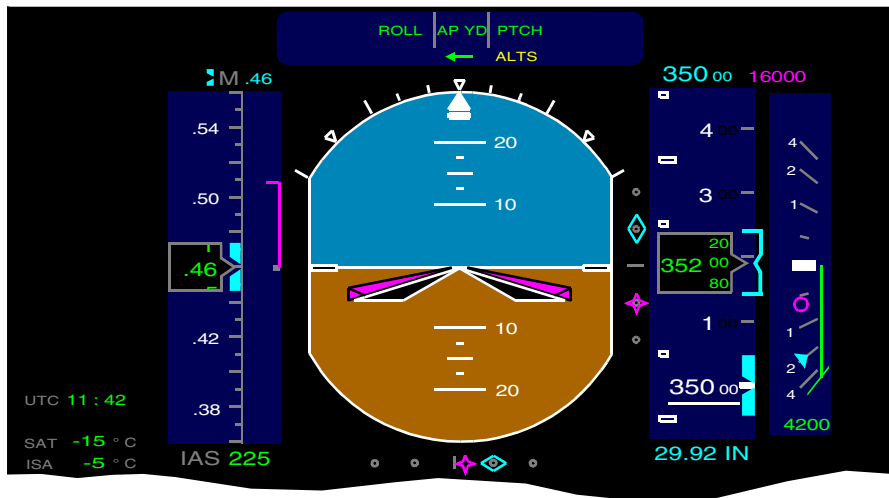 ROLL AP YD PTCH
← ALTS
M .46
350 00 16000
.54
.50
.46
.42
.38
20
10
10
20
4 00
3 00
352 20 00 80
1 00
350 00
4
2
1
1
2
4
4200
UTC 11 : 42
SAT -15 ° C
ISA -5 ° C
IAS 225
29.92 IN